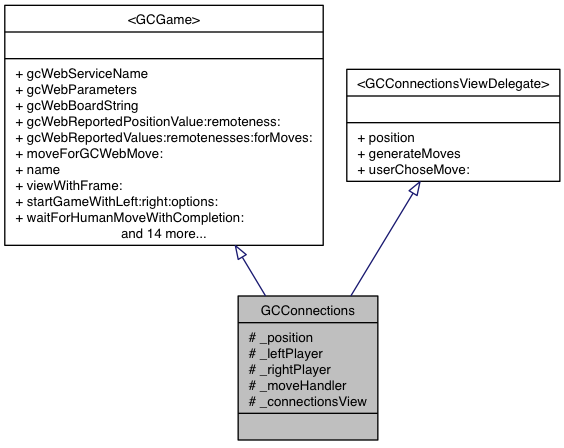 <GCGame>
+ gcWebServiceName
+ gcWebParameters
+ gcWebBoardString
+ gcWebReportedPositionValue:remoteness:
+ gcWebReportedValues:remotenesses:forMoves:
+ moveForGCWebMove:
+ name
+ viewWithFrame:
+ startGameWithLeft:right:options:
+ waitForHumanMoveWithCompletion:
and 14 more...
<GCConnectionsViewDelegate>
+ position
+ generateMoves
+ userChoseMove:
GCConnections
# _position
# _leftPlayer
# _rightPlayer
# _moveHandler
# _connectionsView